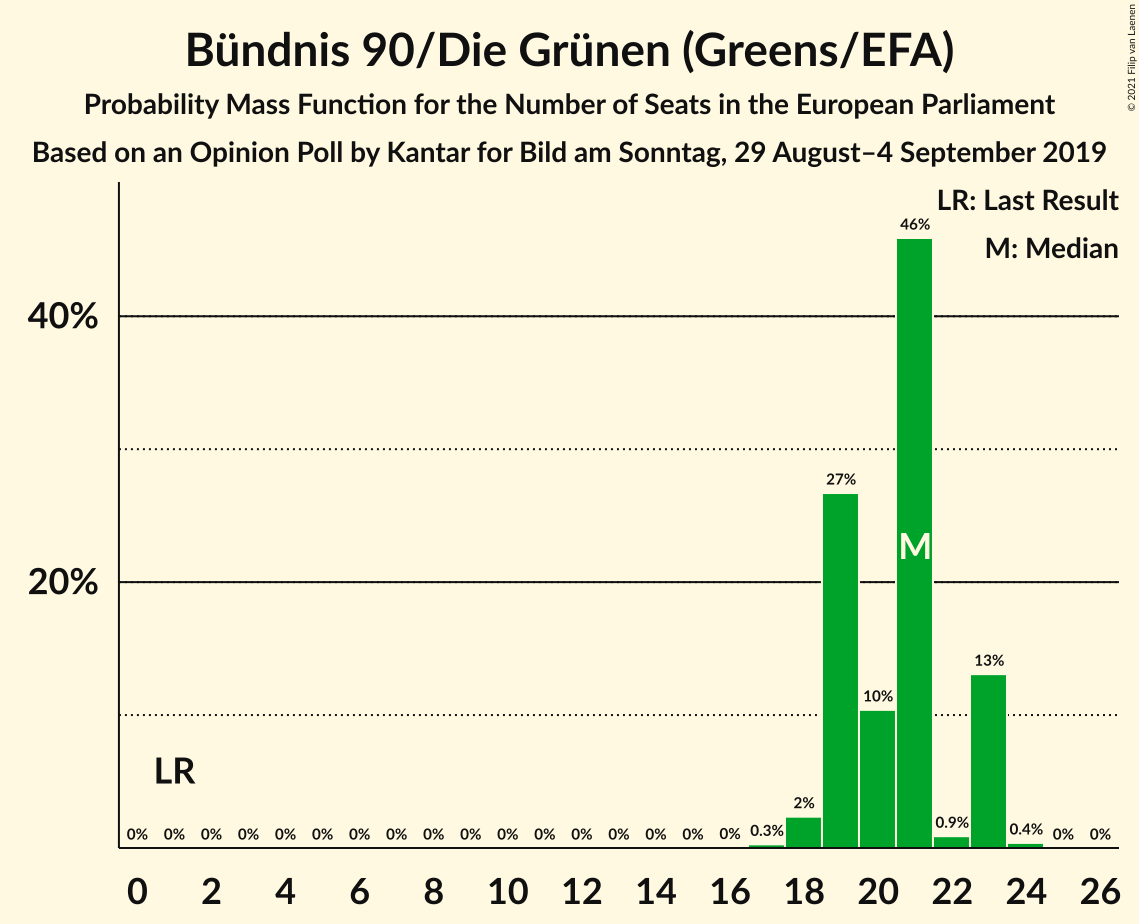 Bündnis 90/Die Grünen (Greens/EFA)
Probability Mass Function for the Number of Seats in the European Parliament
Based on an Opinion Poll by Kantar for Bild am Sonntag, 29 August–4 September 2019
© 2021 Filip van Laenen
LR: Last Result
M: Median
46%
40%
27%
M
20%
13%
10%
LR
0% 0% 0% 0% 0% 0% 0% 0% 0% 0% 0% 0% 0% 0% 0% 0% 0% 0.3% 2% 0.9% 0.4% 0% 0%
0 2 4 6 8 10 12 14 16 18 20 22 24 26